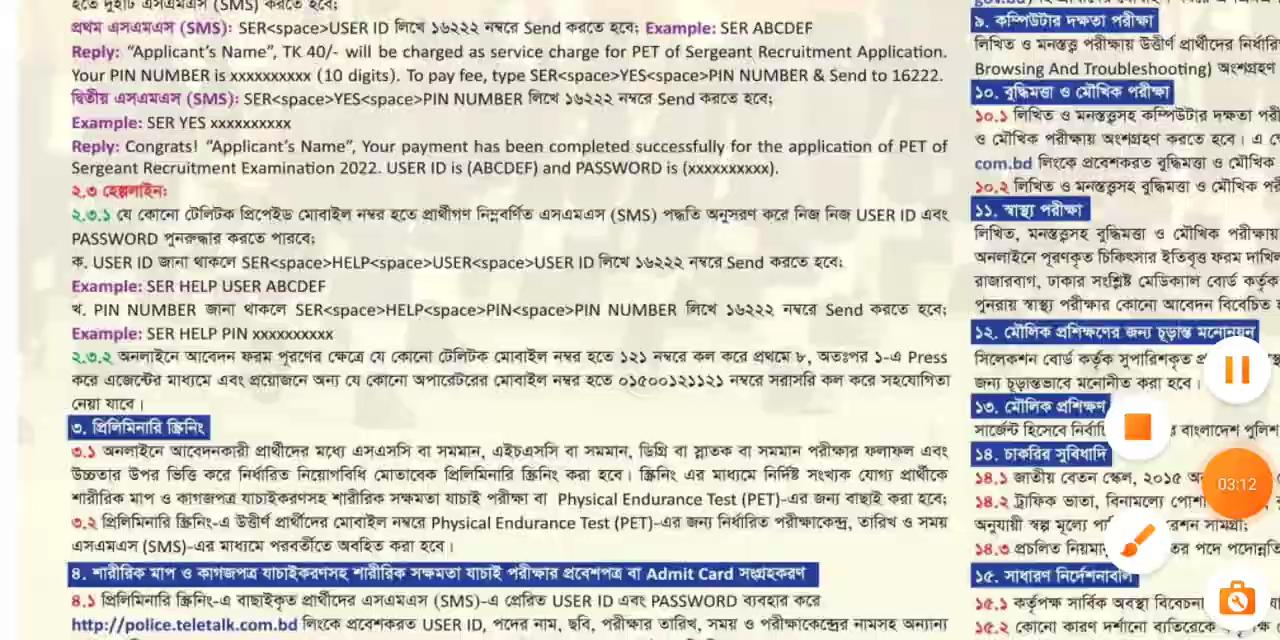 হতে দুইটি এসএমএস (SMS) করতে হবে;
প্রথম এসএমএস (SMS): SER<space>USER ID লিখে ১৬২২২ নম্বরে Send করতে হবে; Example: SER ABCDEF
Reply: “Applicant’s Name”, TK 40/- will be charged as service charge for PET of Sergeant Recruitment Application.
Your PIN NUMBER is xxxxxxxxxx (10 digits). To pay fee, type SER<space>YES<space>PIN NUMBER & Send to 16222.
দ্বিতীয় এসএমএস (SMS): SER<space>YES<space>PIN NUMBER লিখে ১৬২২২ নম্বরে Send করতে হবে;
Example: SER YES xxxxxxxxxx
Reply: Congrats! “Applicant’s Name”, Your payment has been completed successfully for the application of PET of
Sergeant Recruitment Examination 2022. USER ID is (ABCDEF) and PASSWORD is (xxxxxxxxxx).
২.৩ হেল্পলাইন:
২.৩.১ যে কোনো টেলিটক প্রিপেইড মোবাইল নম্বর হতে প্রার্থীগণ নিম্নবর্ণিত এসএমএস (SMS) পদ্ধতি অনুসরণ করে নিজ নিজ USER ID এবং
PASSWORD পুনরুদ্ধার করতে পারবে;
ক. USER ID জানা থাকলে SER<space>HELP<space>USER<space>USER ID লিখে ১৬২২২ নম্বরে Send করতে হবে;
Example: SER HELP USER ABCDEF
খ. PIN NUMBER জানা থাকলে SER<space>HELP<space>PIN<space>PIN NUMBER লিখে ১৬২২২ নম্বরে Send করতে হবে;
Example: SER HELP PIN xxxxxxxxxx
২.৩.২ অনলাইনে আবেদন ফরম পূরণের ক্ষেত্রে যে কোনো টেলিটক মোবাইল নম্বর হতে ১২১ নম্বরে কল করে প্রথমে ৮, অতঃপর ১-এ Press
করে এজেন্টের মাধ্যমে এবং প্রয়োজনে অন্য যে কোনো অপারেটরের মোবাইল নম্বর হতে ০১৫০০১২১১২১ নম্বরে সরাসরি কল করে সহযোগিতা
নেয়া যাবে।
৩. প্রিলিমিনারি স্ক্রিনিং
৩.১ অনলাইনে আবেদনকারী প্রার্থীদের মধ্যে এসএসসি বা সমমান, এইচএসসি বা সমমান, ডিগ্রি বা স্নাতক বা সমমান পরীক্ষার ফলাফল এবং
উচ্চতার উপর ভিত্তি করে নির্ধারিত নিয়োগবিধি মোতাবেক প্রিলিমিনারি স্ক্রিনিং করা হবে। স্ক্রিনিং এর মাধ্যমে নির্দিষ্ট সংখ্যক যোগ্য প্রার্থীকে
শারীরিক মাপ ও কাগজপত্র যাচাইকরণসহ শারীরিক সক্ষমতা যাচাই পরীক্ষা বা Physical Endurance Test (PET)-এর জন্য বাছাই করা হবে;
৩.২ প্রিলিমিনারি স্ক্রিনিং-এ উত্তীর্ণ প্রার্থীদের মোবাইল নম্বরে Physical Endurance Test (PET)-এর জন্য নির্ধারিত পরীক্ষাকেন্দ্র, তারিখ ও সময়
এসএমএস (SMS)-এর মাধ্যমে পরবর্তীতে অবহিত করা হবে।
৪. শারীরিক মাপ ও কাগজপত্র যাচাইকরণসহ শারীরিক সক্ষমতা যাচাই পরীক্ষার প্রবেশপত্র বা Admit Card সংগ্রহকরণ
৪.১ প্রিলিমিনারি স্ক্রিনিং-এ বাছাইকৃত প্রার্থীদের এসএমএস (SMS)-এ প্রেরিত USER ID এবং PASSWORD ব্যবহার করে
http://police.teletalk.com.bd লিংকে প্রবেশকরত USER ID, পদের নাম, ছবি, পরীক্ষার তারিখ, সময় ও পরীক্ষাকেন্দ্রের নামসহ অন্যান্য
৯. কম্পিউটার দক্ষতা পরীক্ষা
লিখিত ও মনস্তত্ত্ব পরীক্ষায় উত্তীর্ণ প্রার্থীদের নির্ধারি
Browsing And Troubleshooting) অংশগ্রহণ
১০. বুদ্ধিমত্তা ও মৌখিক পরীক্ষা
১০.১ লিখিত ও মনস্তত্ত্বসহ কম্পিউটার দক্ষতা পরী
ও মৌখিক পরীক্ষায় অংশগ্রহণ করতে হবে। এ
com.bd লিংকে প্রবেশকরত বুদ্ধিমত্তা ও মৌখিক
১০.২ লিখিত ও মনস্তত্ত্বসহ বুদ্ধিমত্তা ও মৌখিক পরী
১১. স্বাস্থ্য পরীক্ষা
লিখিত, মনস্তত্ত্বসহ বুদ্ধিমত্তা ও মৌখিক পরীক্ষায়
অনলাইনে পূরণকৃত চিকিৎসার ইতিবৃত্ত ফরম দাখিল
রাজারবাগ, ঢাকার সংশ্লিষ্ট মেডিক্যাল বোর্ড কর্তৃক
পুনরায় স্বাস্থ্য পরীক্ষার কোনো আবেদন বিবেচিত
১২. মৌলিক প্রশিক্ষণের জন্য চূড়ান্ত মনোনয়ন
সিলেকশন বোর্ড কর্তৃক সুপারিশকৃত
জন্য চূড়ান্তভাবে মনোনীত করা হবে।
১৩. মৌলিক প্রশিক্ষণ
সার্জেন্ট হিসেবে নির্বাচি বাংলাদেশ পুলিশ
১৪. চাকরির সুবিধাদি
১৪.১ জাতীয় বেতন স্কেল, ২০১৫
03:12
১৪.২ ট্রাফিক ভাতা, বিনামূল্যে পোশা
অনুযায়ী স্বল্প মূল্যে সামগ্রী;
১৪.৩ প্রচলিত নিয়মা পদে পদোন্নতি
১৫. সাধারণ নির্দেশনাবলি
১৫.১ কর্তৃপক্ষ সার্বিক অবস্থা বিবেচনা
১৫.২ কোনো কারণ দর্শানো ব্যতিরেকে